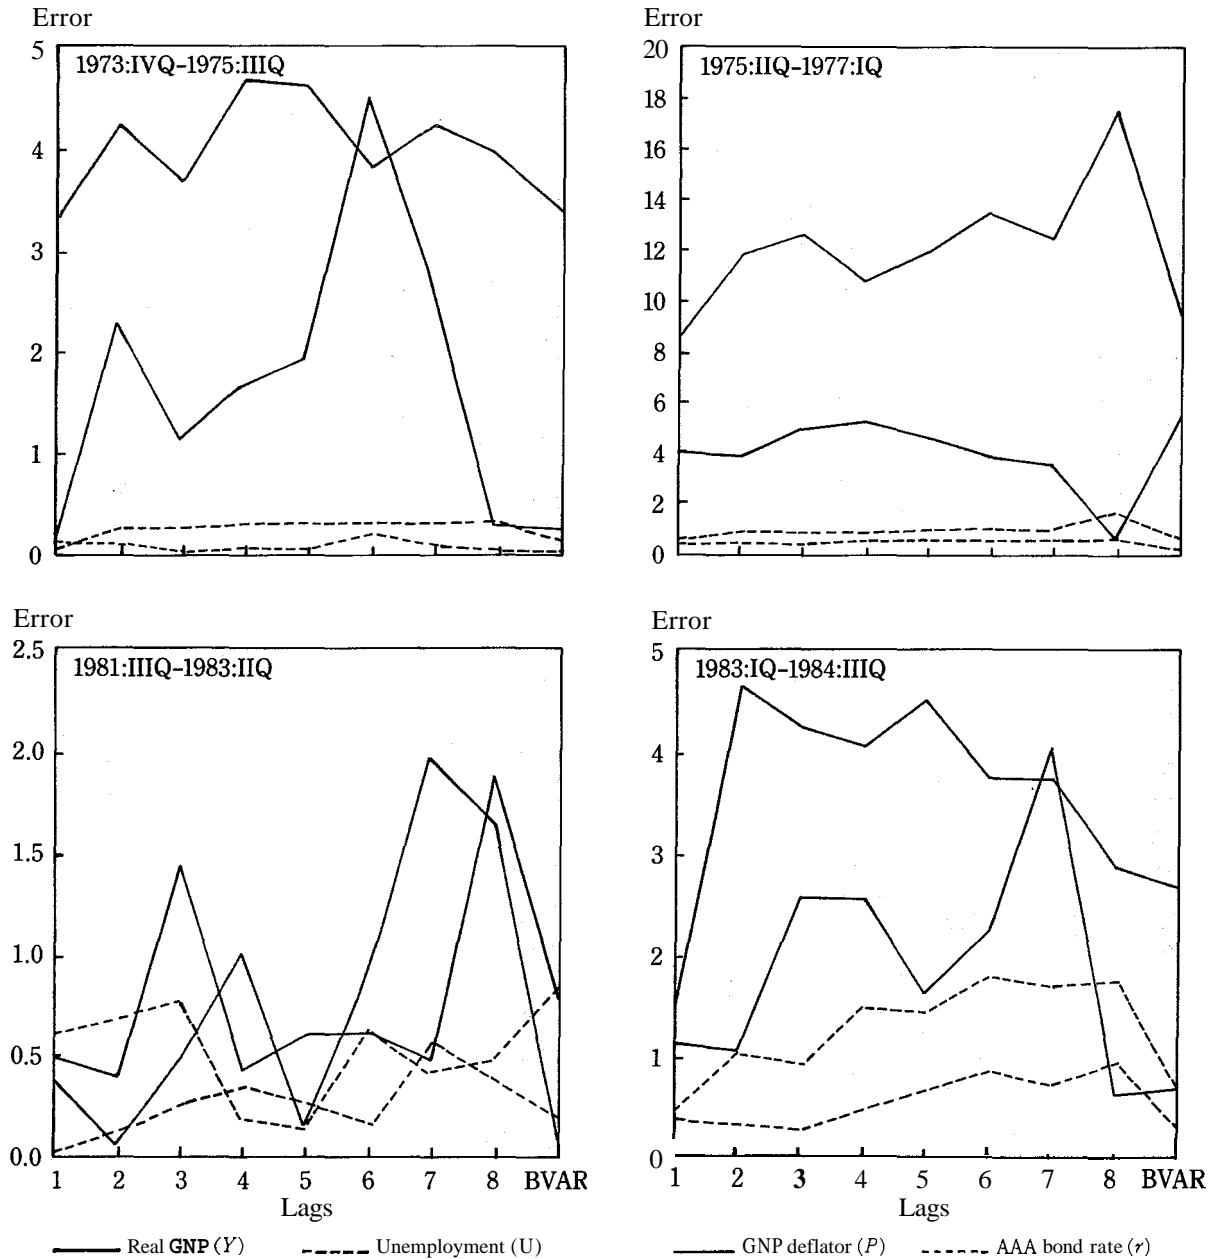 Error
5
4
3
2
1
0
1973:IVQ-1975:IIIQ
Error
20
18
16
14
12
10
8
6
4
2
0
1975:IIQ-1977:IQ
Error
2.5
2.0
1.5
1.0
0.5
0.0
1981:IIIQ-1983:IIQ
1 2 3 4 5 6 7 8 BVAR
Lags
Error
5
4
3
2
1
0
1983:IQ-1984:IIIQ
1 2 3 4 5 6 7 8 BVAR
Lags
Real GNP (Y) Unemployment (U) GNP deflator (P) AAA bond rate (r)